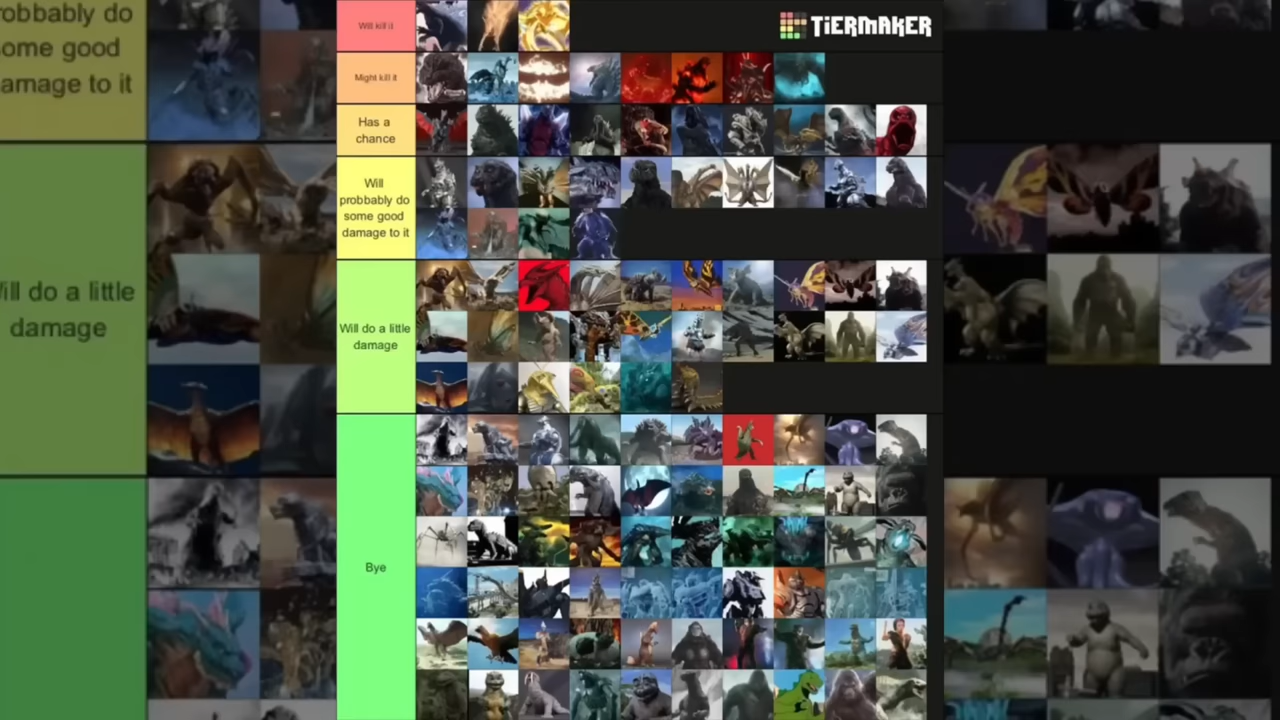 Will kill it
TIERMAKER
Might kill it
Has a
chance
Will
probbably do
some good
damage to it
Will do a little
damage
Bye
robbably do
ome good
amage to it
ill do a little
damage